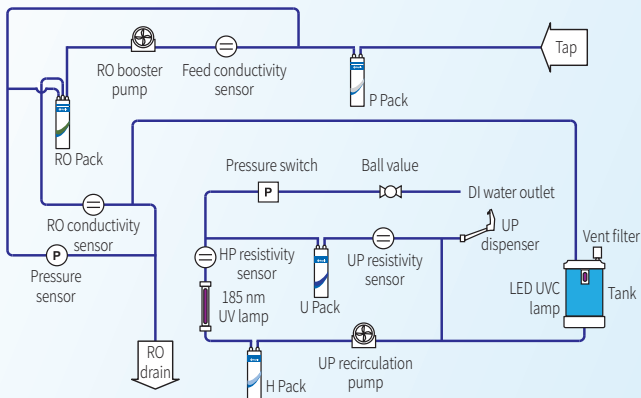 Tap
RO booster
pump
Feed conductivity
sensor
P Pack
RO Pack
Pressure switch
Ball value
DI water outlet
P
RO conductivity
sensor
UP
dispenser
Vent filter
HP resistivity
sensor
UP resistivity
sensor
P
Pressure
sensor
185 nm
UV lamp
U Pack
LED UVC
lamp
Tank
RO
drain
H Pack
UP recirculation
pump